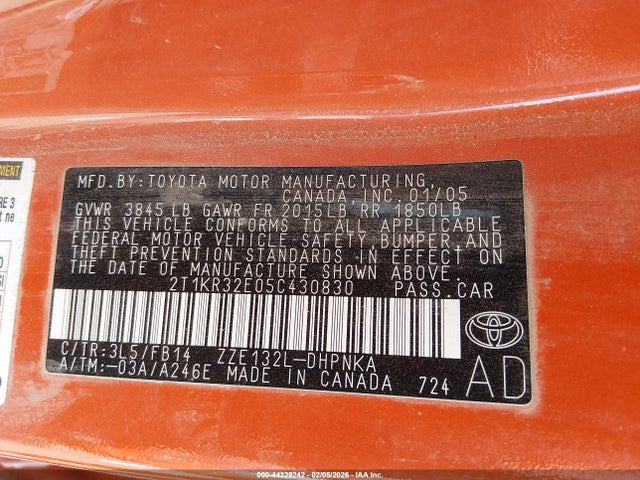 MFD.BY:TOYOTA MOTOR MANUFACTURING,
CANADA, INC. 01/05
GVWR 3845 LB GAWR FR 2015LB RR 1850LB
THIS VEHICLE CONFORMS TO ALL APPLICABLE
FEDERAL MOTOR VEHICLE SAFETY, BUMPER, AND
THEFT PREVENTION STANDARDS IN EFFECT ON
THE DATE OF MANUFACTURE SHOWN ABOVE.
2T1KR32E05C430830 PASS.CAR
C/TR:3L5/FB14 ZZE132L-DHPNKA
A/TM:-03A/A246E MADE IN CANADA 724
TOYOTA
AD
000-44329242 - 02/05/2026 - IAA Inc.